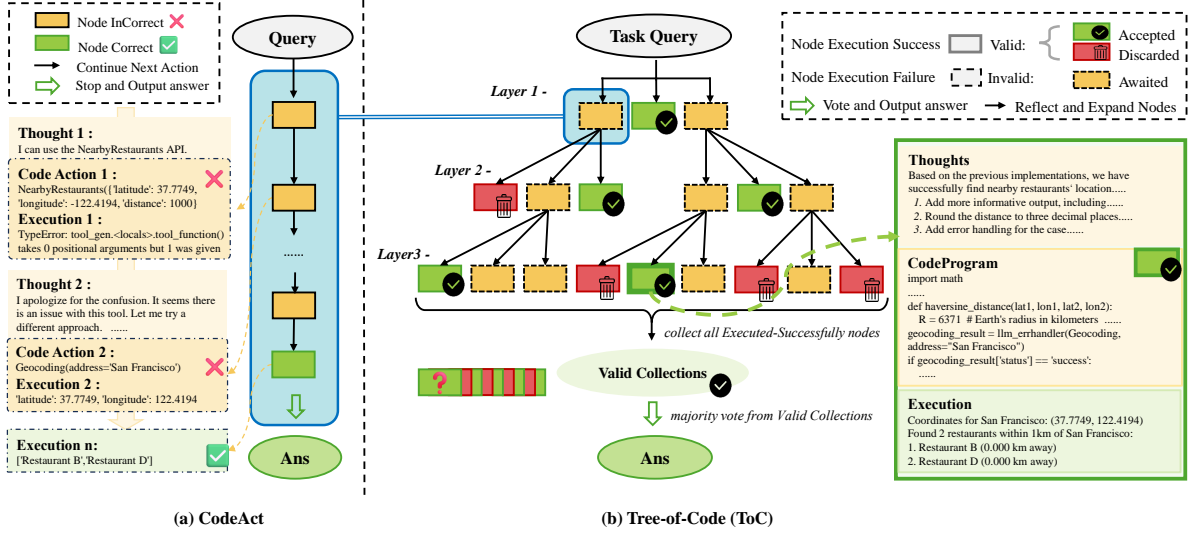 Node InCorrect
Node Correct
Continue Next Action
Stop and Output answer
Query
Thought 1 :
I can use the NearbyRestaurants API.
Code Action 1 :
NearbyRestaurants({'latitude': 37.7749,
'longitude': -122.4194, 'distance': 1000}
Execution 1 :
TypeError: tool_gen.<locals>.tool_function()
takes 0 positional arguments but 1 was given
Thought 2 :
I apologize for the confusion. It seems there
is an issue with this tool. Let me try a
different approach. ......
Code Action 2 :
Geocoding(address='San Francisco')
Execution 2 :
'latitude': 37.7749, 'longitude': 122.4194
Execution n:
['Restaurant B','Restaurant D']
......
Ans
(a) CodeAct
Task Query
Layer 1 -
Layer 2 -
Layer3 -
Node Execution Success
Valid:
Accepted
Discarded
Node Execution Failure
Invalid:
Awaited
Vote and Output answer
Reflect and Expand Nodes
collect all Executed-Successfully nodes
?
Valid Collections
majority vote from Valid Collections
Ans
Thoughts
Based on the previous implementations, we have
successfully find nearby restaurants' location.....
1. Add more informative output, including......
2. Round the distance to three decimal places.....
3. Add error handling for the case......
CodeProgram
import math
......
def haversine_distance(lat1, lon1, lat2, lon2):
R = 6371 # Earth's radius in kilometers ......
geocoding_result = llm_errhandler(Geocoding,
address="San Francisco")
if geocoding_result['status'] == 'success':
......
Execution
Coordinates for San Francisco: (37.7749, 122.4194)
Found 2 restaurants within 1km of San Francisco:
1. Restaurant B (0.000 km away)
2. Restaurant D (0.000 km away)
(b) Tree-of-Code (ToC)